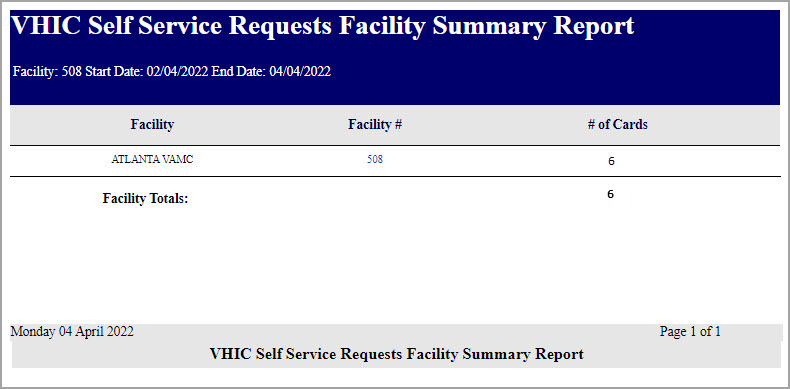 VHIC Self Service Requests Facility Summary Report
Facility: 508 Start Date: 02/04/2022 End Date: 04/04/2022
Facility Facility # # of Cards
ATLANTA VAMC 508 6
Facility Totals: 6
Monday 04 April 2022 Page 1 of 1
VHIC Self Service Requests Facility Summary Report